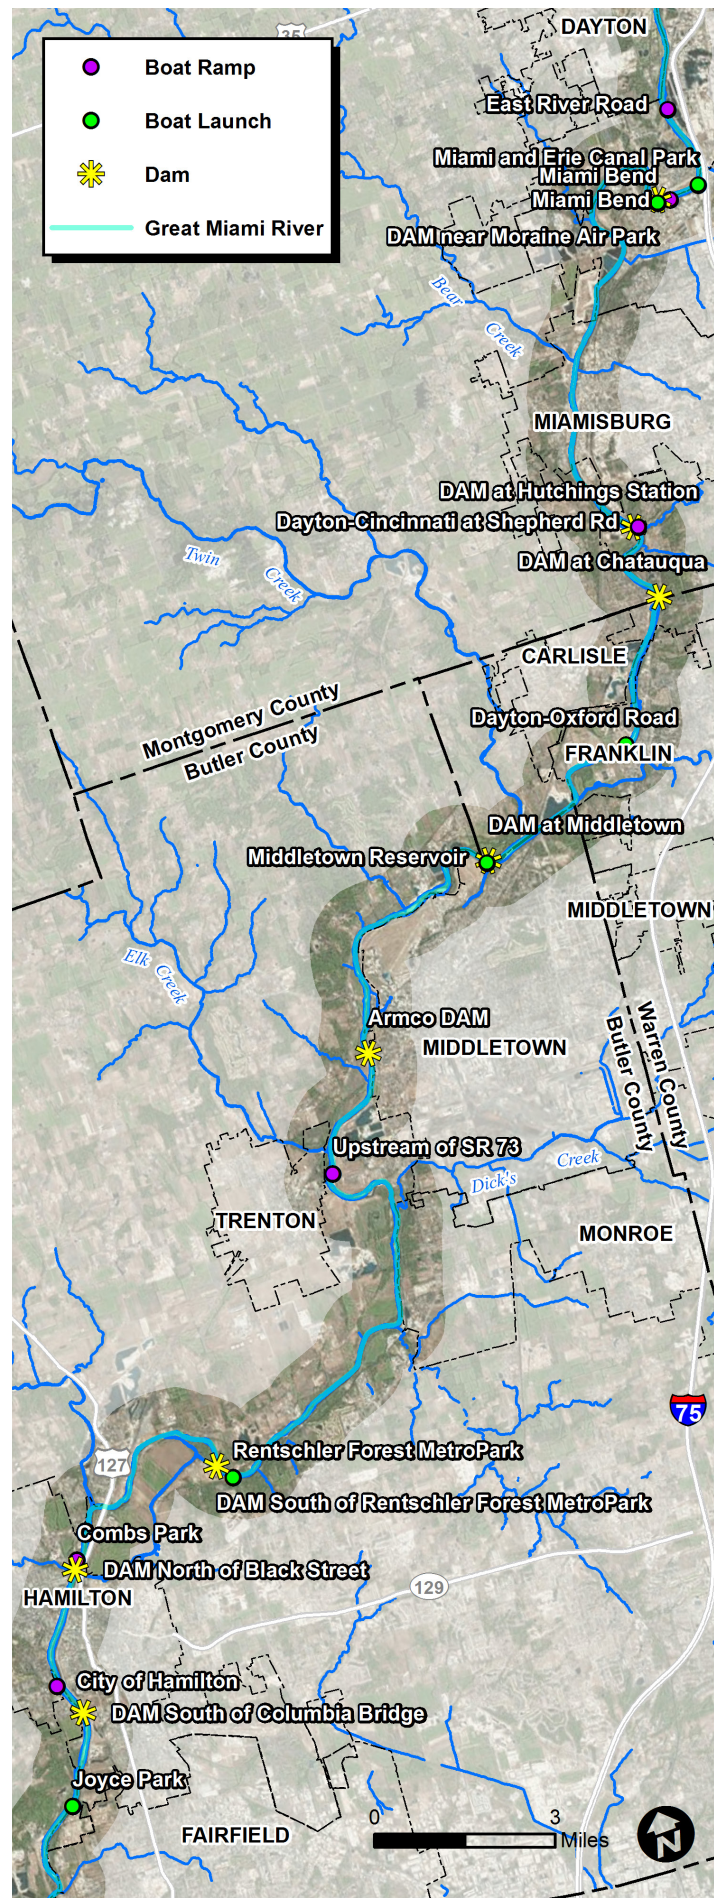 35
DAYTON
Boat Ramp
Boat Launch
Dam
Great Miami River
East River Road
Miami and Erie Canal Park
Miami Bend
Miami Bend
DAM near Moraine Air Park
Bear
Creek
MIAMISBURG
DAM at Hutchings Station
Dayton-Cincinnati at Shepherd Rd
Twin
Creek
DAM at Chatauqua
CARLISLE
Montgomery County
Butler County
Dayton-Oxford Road
FRANKLIN
DAM at Middletown
Middletown Reservoir
MIDDLETOWN
Elk Creek
Armco DAM
MIDDLETOWN
Warren County
Butler County
Upstream of SR 73
Dick's
Creek
TRENTON
MONROE
75
127
Rentschler Forest MetroPark
DAM South of Rentschler Forest MetroPark
Combs Park
DAM North of Black Street
129
HAMILTON
City of Hamilton
DAM South of Columbia Bridge
Joyce Park
0
3
Miles
N
FAIRFIELD